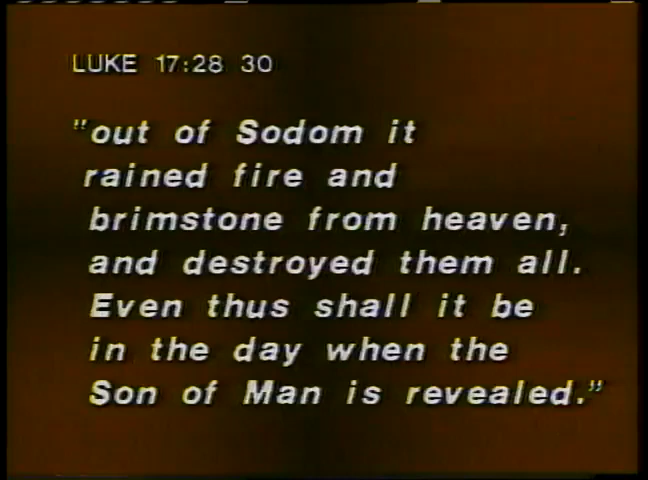 LUKE 17:28 30
"out of Sodom it
rained fire and
brimstone from heaven,
and destroyed them all.
Even thus shall it be
in the day when the
Son of Man is revealed."